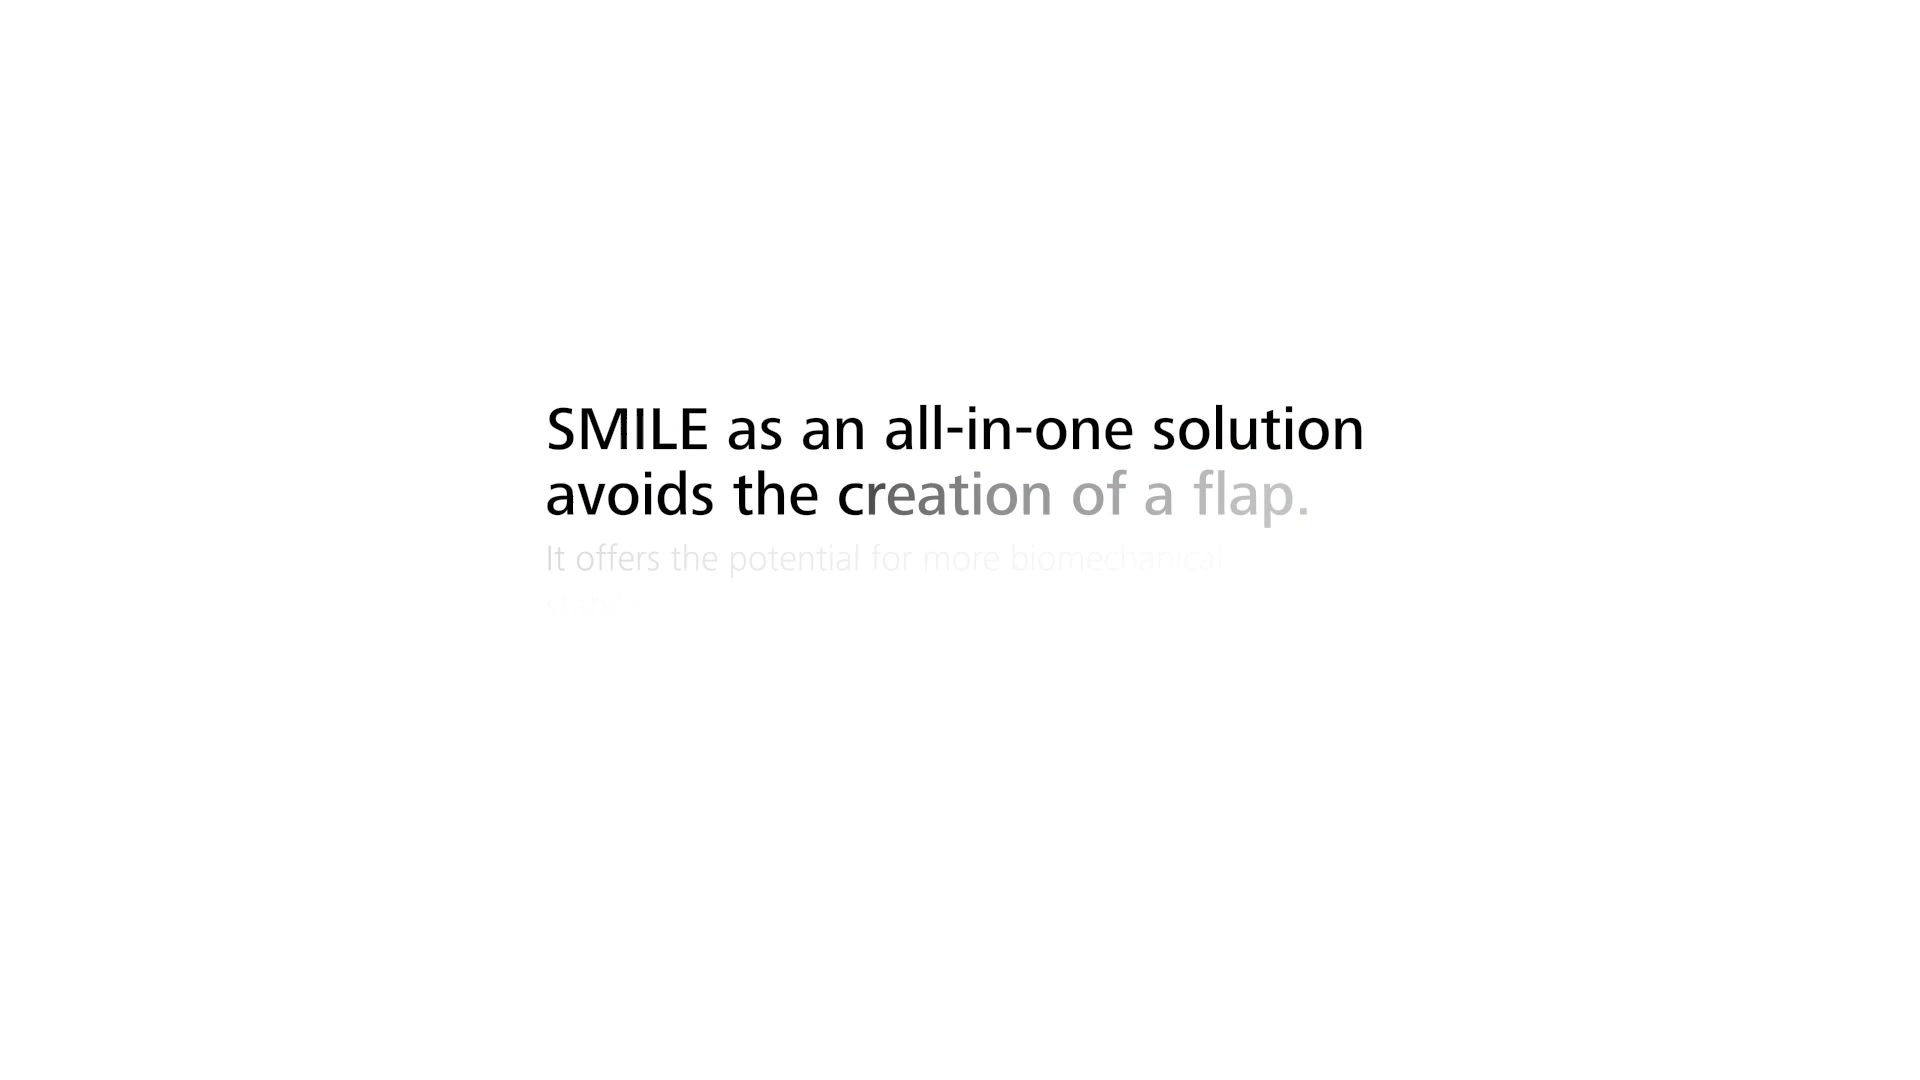 SMILE as an all-in-one solution
avoids the creation of a flap.
It offers the potential for more biomechanical